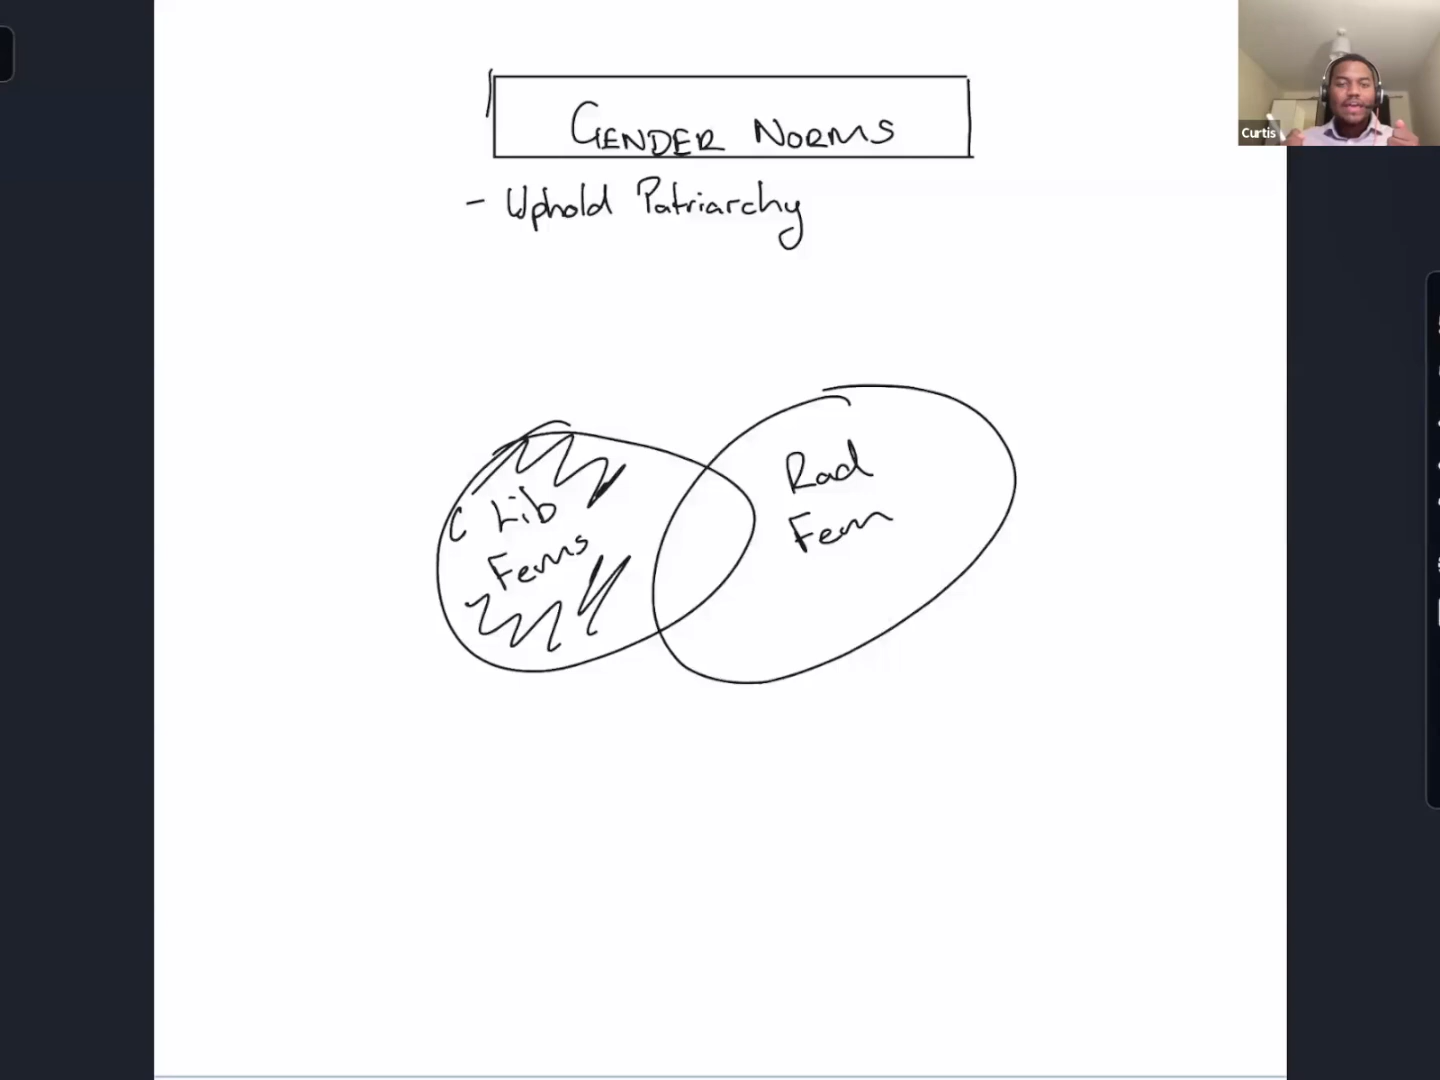 GENDER NORMS
- Uphold Patriarchy
C Lib
Fems
Rad
Fem
Curtis